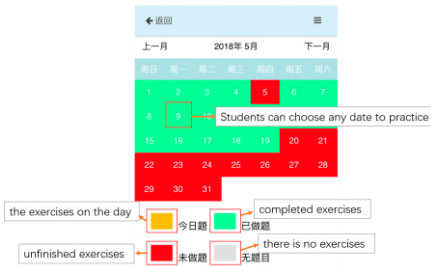 返回
上一月 2018年 5月 下一月
周日 周一 周二 周三 周四 周五 周六
1 2 3 4 5 6 7
8 9 10
Students can choose any date to practice
15 16 17 18 19 20 21
22 23 24 25 26 27 28
29 30 31
the exercises on the day
completed exercises
今日题 已做题
there is no exercises
unfinished exercises
未做题 无题目